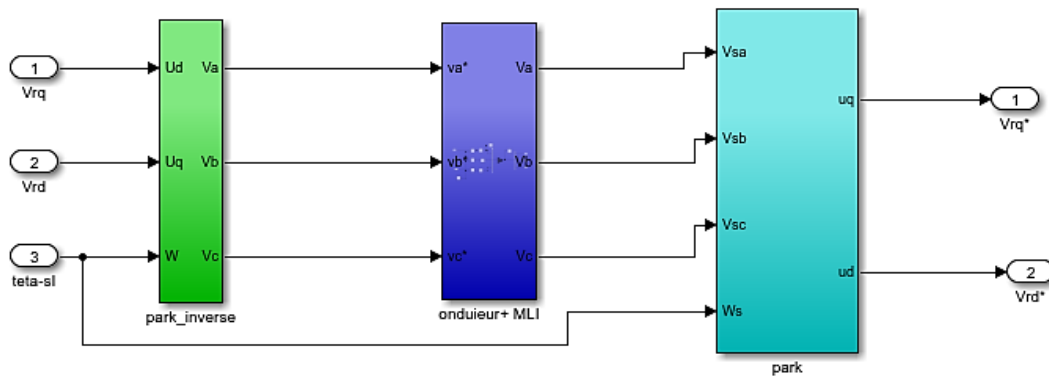 1
Vrq
2
Vrd
3
teta-sl
Ud
Uq
W
Va
Vb
Vc
park_inverse
va*
vb*
vc*
Va
Vb
Vc
onduieur+ MLI
Vsa
Vsb
Vsc
Ws
uq
ud
park
1
Vrq*
2
Vrd*